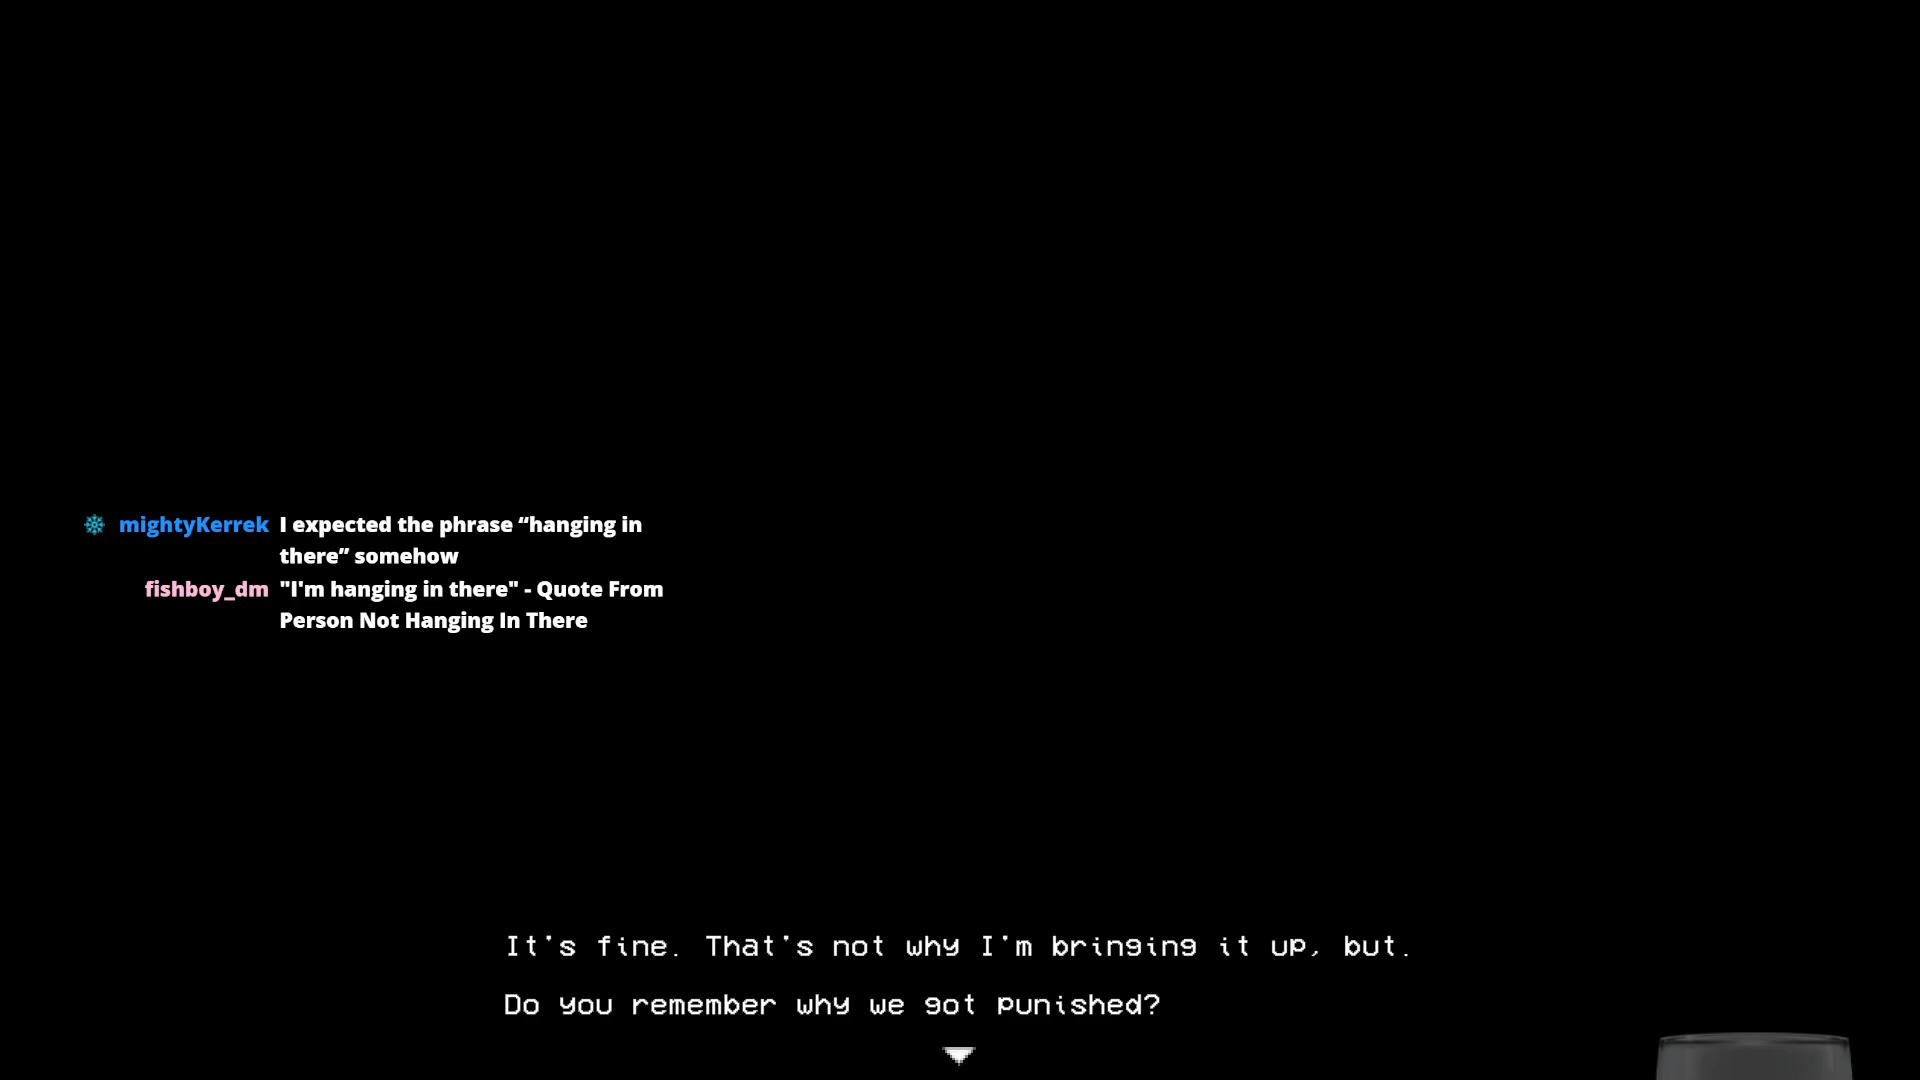 mightyKerrek I expected the phrase “hanging in
there” somehow
fishboy_dm "I'm hanging in there" - Quote From
Person Not Hanging In There
It's fine. That's not why I'm bringing it up, but.
Do you remember why we got punished?